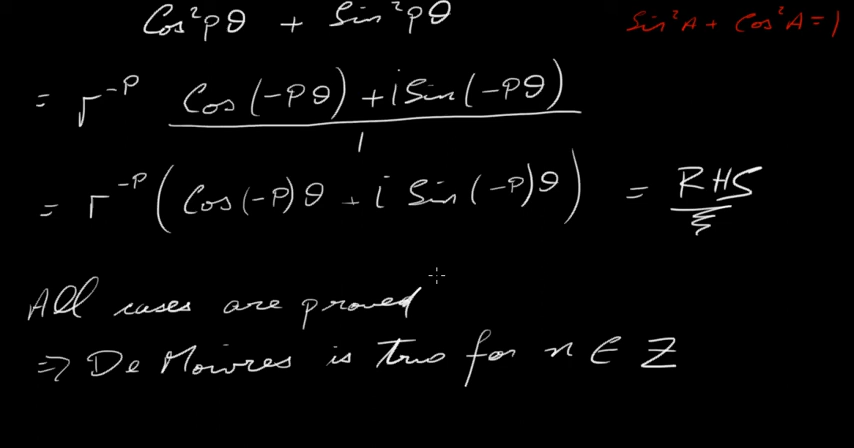 Cos²pθ + Sin²pθ
Sin²A + Cos²A = 1
= r⁻ᵖ Cos(-pθ) + i Sin(-pθ)
1
= r⁻ᵖ (Cos(-p)θ + i Sin(-p)θ) = RHS
All cases are proved
⇒ De Moivres is true for n ∈ Z